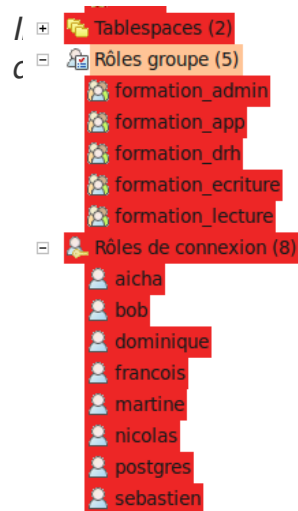 Tablespaces (2)
Rôles groupe (5)
formation_admin
formation_app
formation_drh
formation_ecriture
formation_lecture
Rôles de connexion (8)
aicha
bob
dominique
francois
martine
nicolas
postgres
sebastien